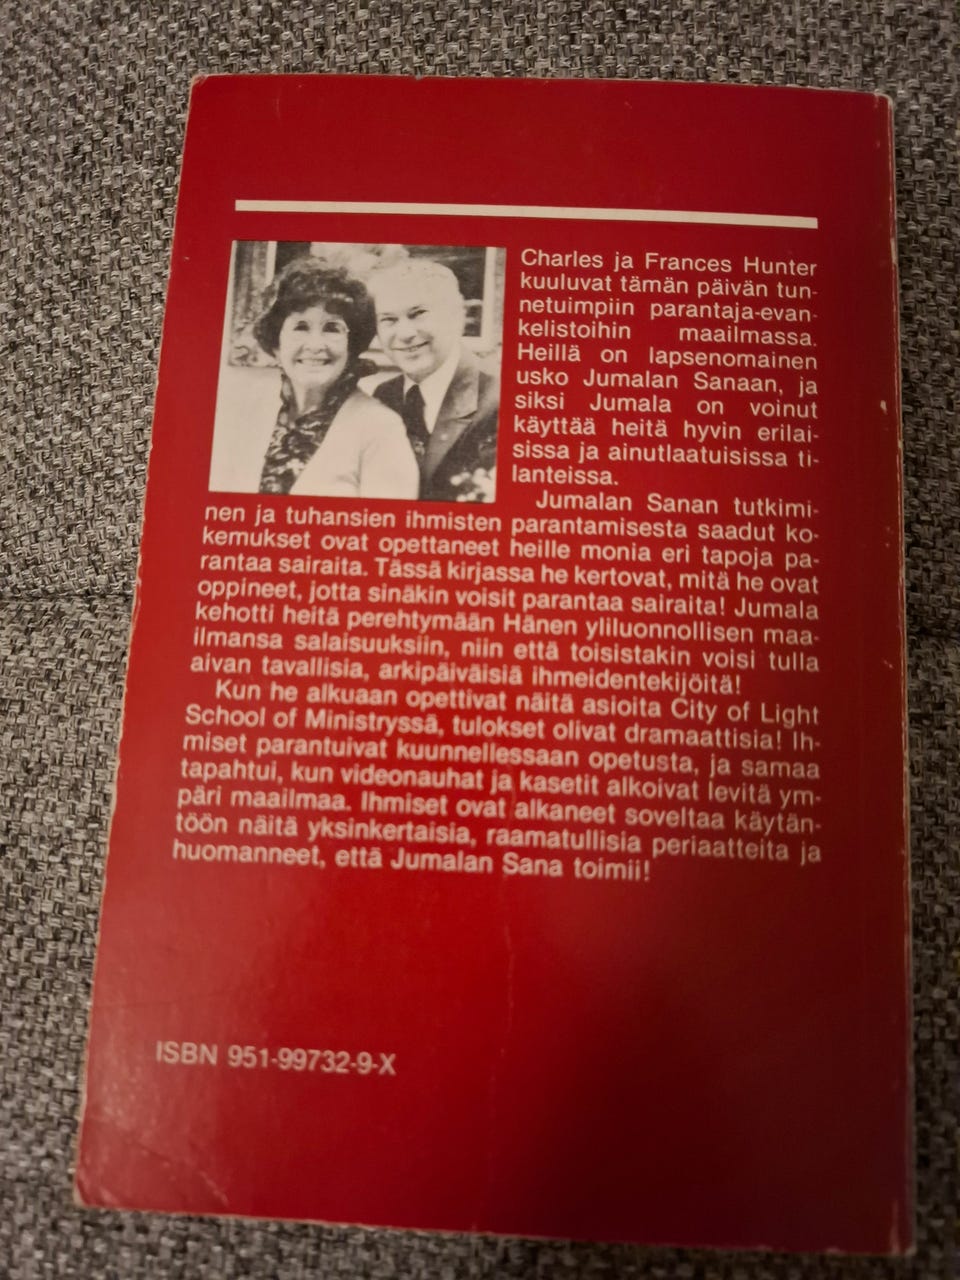 Charles ja Frances Hunter
kuuluvat tämän päivän tun-
netuimpiin parantaja-evan-
kelistoihin maailmassa.
Heillä on lapsenomainen
usko Jumalan Sanaan, ja
siksi Jumala on voinut
käyttää heitä hyvin erilai-
sissa ja ainutlaatuisissa ti-
lanteissa.
Jumalan Sanan tutkimi-
nen ja tuhansien ihmisten parantamisesta saadut ko-
kemukset ovat opettaneet heille monia eri tapoja pa-
rantaa sairaita. Tässä kirjassa he kertovat, mitä he ovat
oppineet, jotta sinäkin voisit parantaa sairaita! Jumala
kehotti heitä perehtymään Hänen yliluonnollisen maa-
ilmansa salaisuuksiin, niin että toisistakin voisi tulla
aivan tavallisia, arkipäiväisiä ihmeidentekijöitä!
Kun he alkuaan opettivat näitä asioita City of Light
School of Ministryssä, tulokset olivat dramaattisia! Ih-
miset parantuivat kuunnellessaan opetusta, ja samaa
tapahtui, kun videonauhat ja kasetit alkoivat levitä ym-
päri maailmaa. Ihmiset ovat alkaneet soveltaa käytän-
töön näitä yksinkertaisia, raamatullisia periaatteita ja
huomanneet, että Jumalan Sana toimii!
ISBN 951-99732-9-X